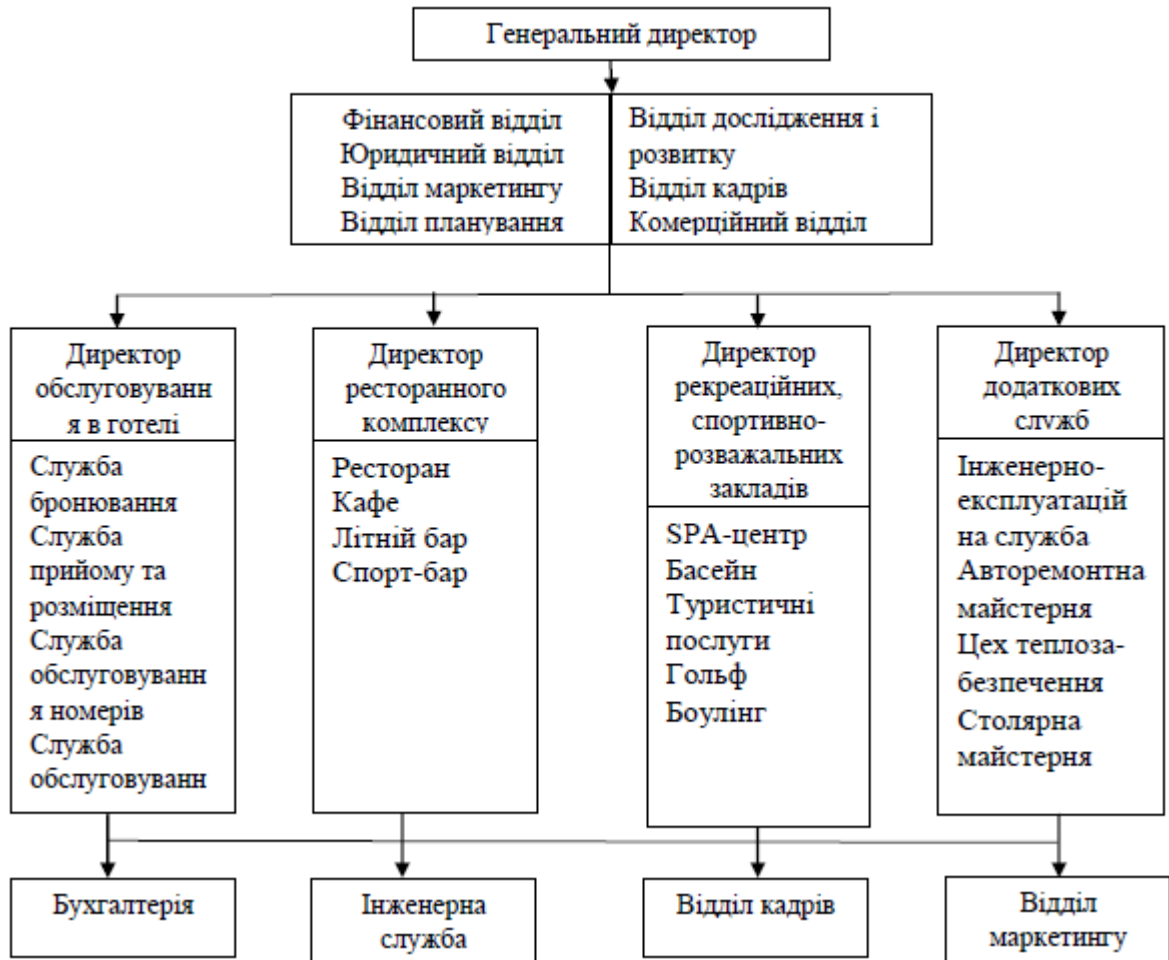 Генеральний директор
Фінансовий відділ
Юридичний відділ
Відділ маркетингу
Відділ планування
Відділ дослідження і
розвитку
Відділ кадрів
Комерційний відділ
Директор
обслуговуванн
я в готелі
Служба
бронювання
Служба
прийому та
розміщення
Служба
обслуговуванн
я номерів
Служба
обслуговуванн
Директор
ресторанного
комплексу
Ресторан
Кафе
Літній бар
Спорт-бар
Директор
рекреаційних,
спортивно-
розважальних
закладів
SPA-центр
Басейн
Туристичні
послуги
Гольф
Боулінг
Директор
додаткових
служб
Інженерно-
експлуатацій
на служба
Авторемонтна
майстерня
Цех теплоза-
безпечення
Столярна
майстерня
Бухгалтерія
Інженерна
служба
Відділ кадрів
Відділ
маркетингу